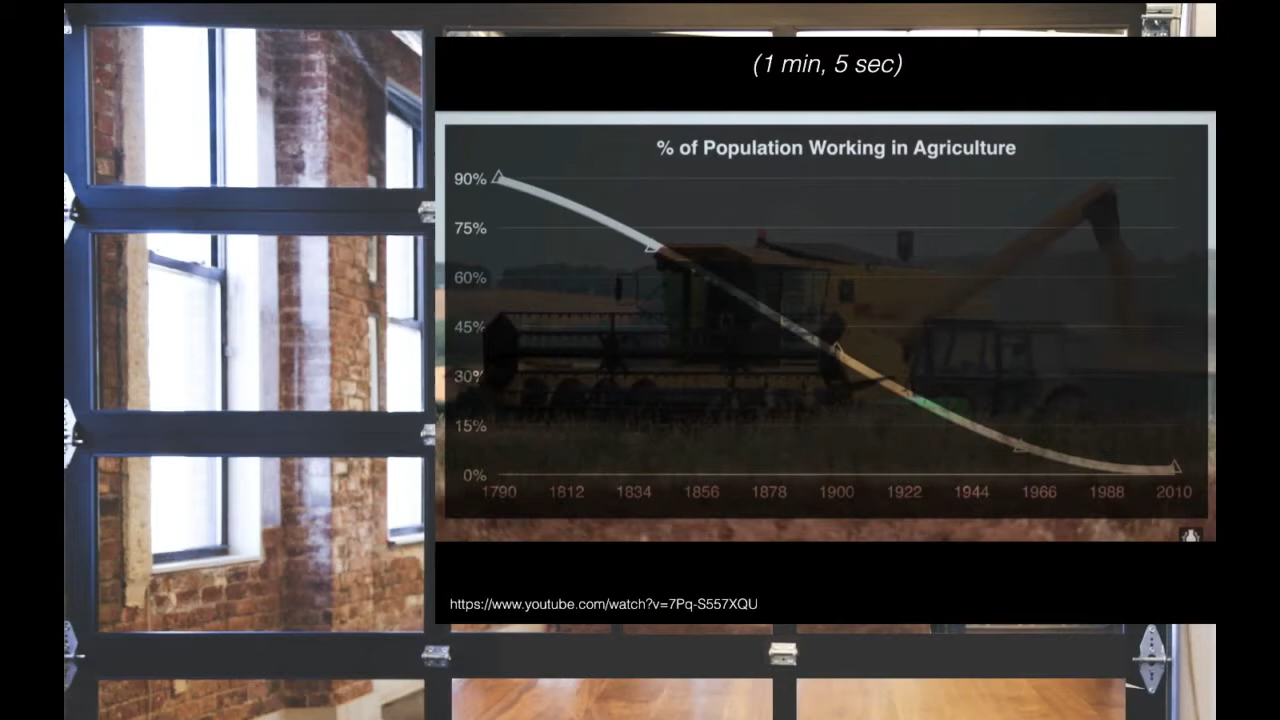 (1 min, 5 sec)
% of Population Working in Agriculture
90%
75%
60%
45%
30%
15%
0%
1790 1812 1834 1856 1878 1900 1922 1944 1966 1988 2010
https://www.youtube.com/watch?v=7Pq-S557XQU